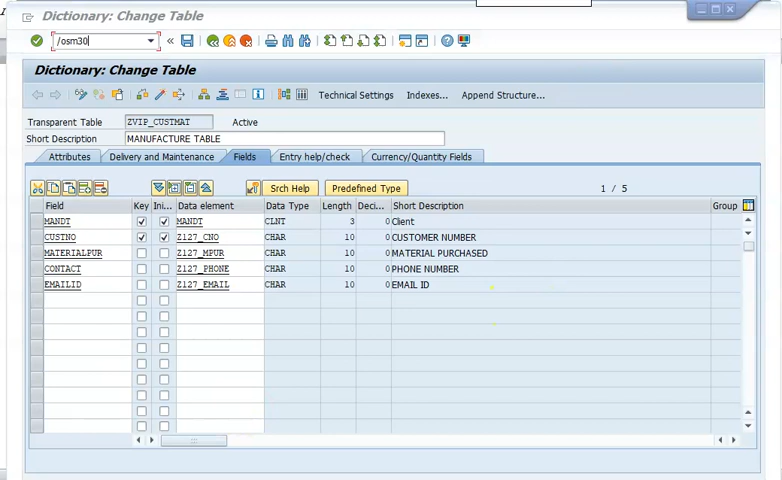 Dictionary: Change Table
/osm30
Dictionary: Change Table
Technical Settings Indexes... Append Structure...
Transparent Table ZVIP_CUSTMAT Active
Short Description MANUFACTURE TABLE
Attributes Delivery and Maintenance Fields Entry help/check Currency/Quantity Fields
Srch Help Predefined Type 1 / 5
Field Key Ini... Data element Data Type Length Deci... Short Description Group
MANDT MANDT CLNT 3 0 Client
CUSTNO Z127_CNO CHAR 10 0 CUSTOMER NUMBER
MATERIALPUR Z127_MPUR CHAR 10 0 MATERIAL PURCHASED
CONTACT Z127_PHONE CHAR 10 0 PHONE NUMBER
EMAILID Z127_EMAIL CHAR 10 0 EMAIL ID